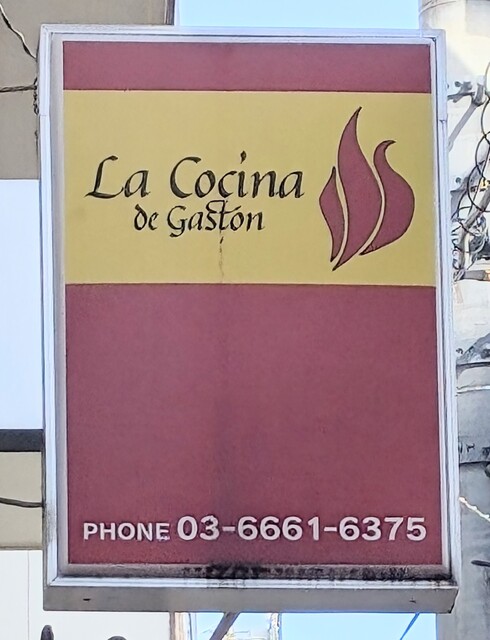 La Cocina
de Gastón
PHONE 03-6661-6375